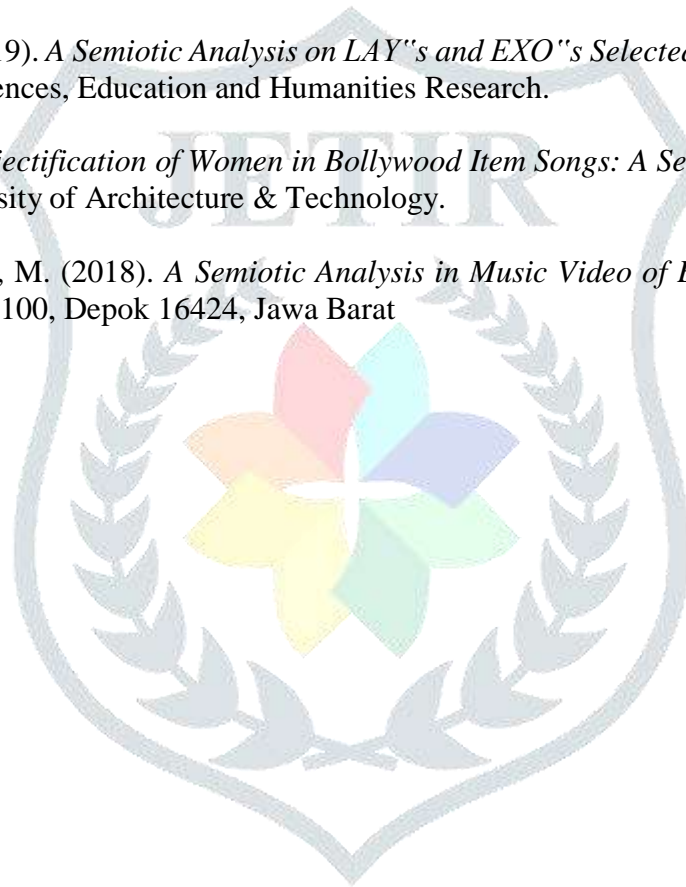 19). A Semiotic Analysis on LAY‟s and EXO‟s Selected
ences, Education and Humanities Research.
jectification of Women in Bollywood Item Songs: A Se
sity of Architecture & Technology.
, M. (2018). A Semiotic Analysis in Music Video of
100, Depok 16424, Jawa Barat
JETIR